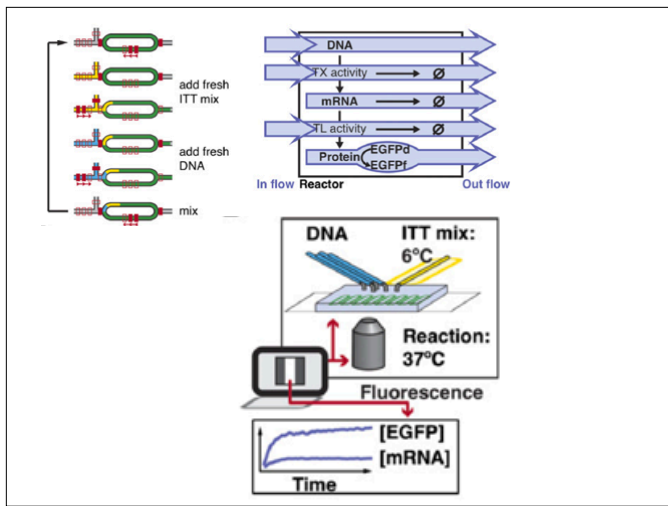 add fresh
ITT mix
add fresh
DNA
mix
DNA
TX activity
Ø
mRNA
Ø
TL activity
Ø
Protein
EGFPd
EGFPf
In flow
Reactor
Out flow
DNA
ITT mix:
6°C
Reaction:
37°C
Fluorescence
[EGFP]
[mRNA]
Time